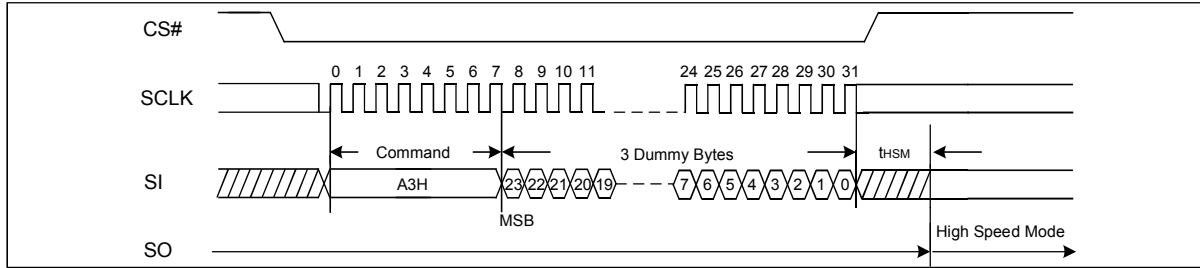 CS#
0 1 2 3 4 5 6 7 8 9 10 11 24 25 26 27 28 29 30 31
SCLK
Command 3 Dummy Bytes tHSM
SI A3H 23 22 21 20 19 7 6 5 4 3 2 1 0
MSB
High Speed Mode
SO